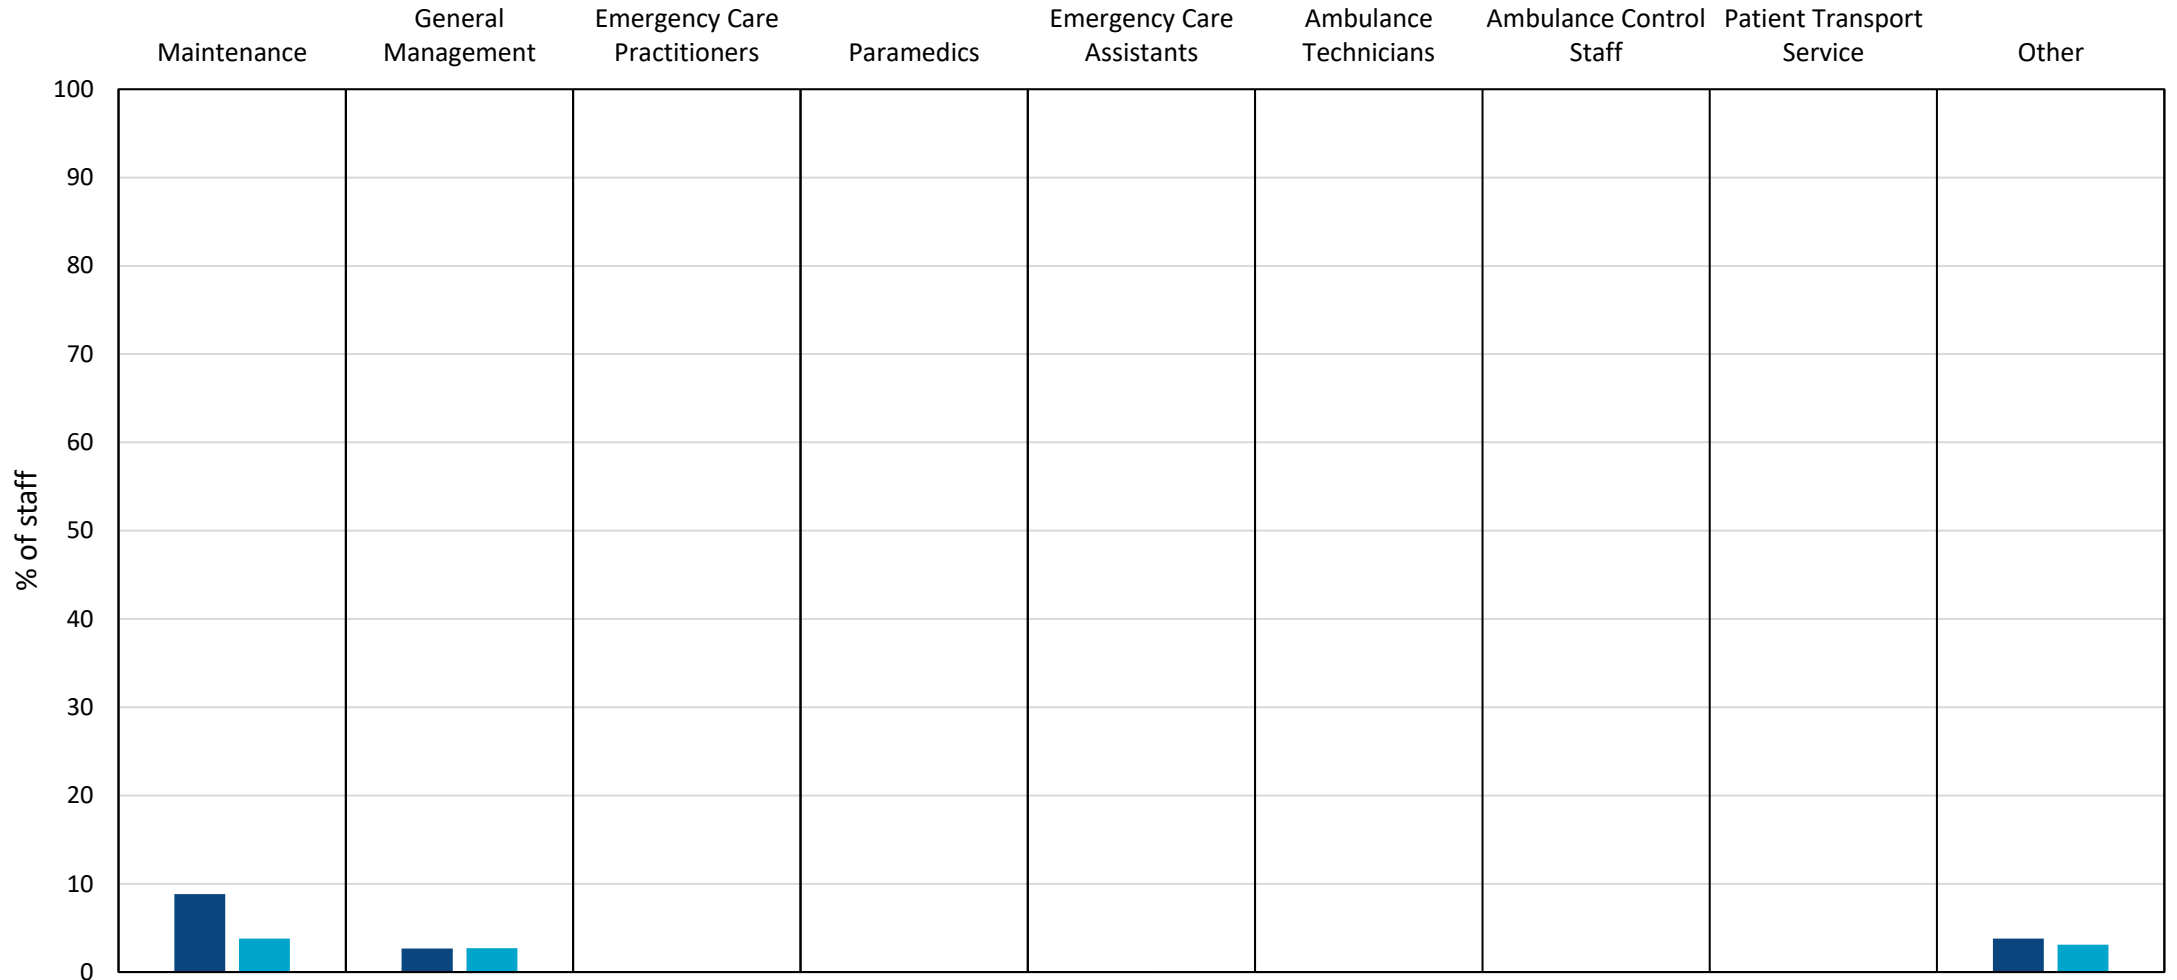 Maintenance
General
Management
Emergency Care
Practitioners
Paramedics
Emergency Care
Assistants
Ambulance
Technicians
Ambulance Control
Staff
Patient Transport
Service
Other
100
90
80
70
60
50
40
30
20
10
0
% of staff